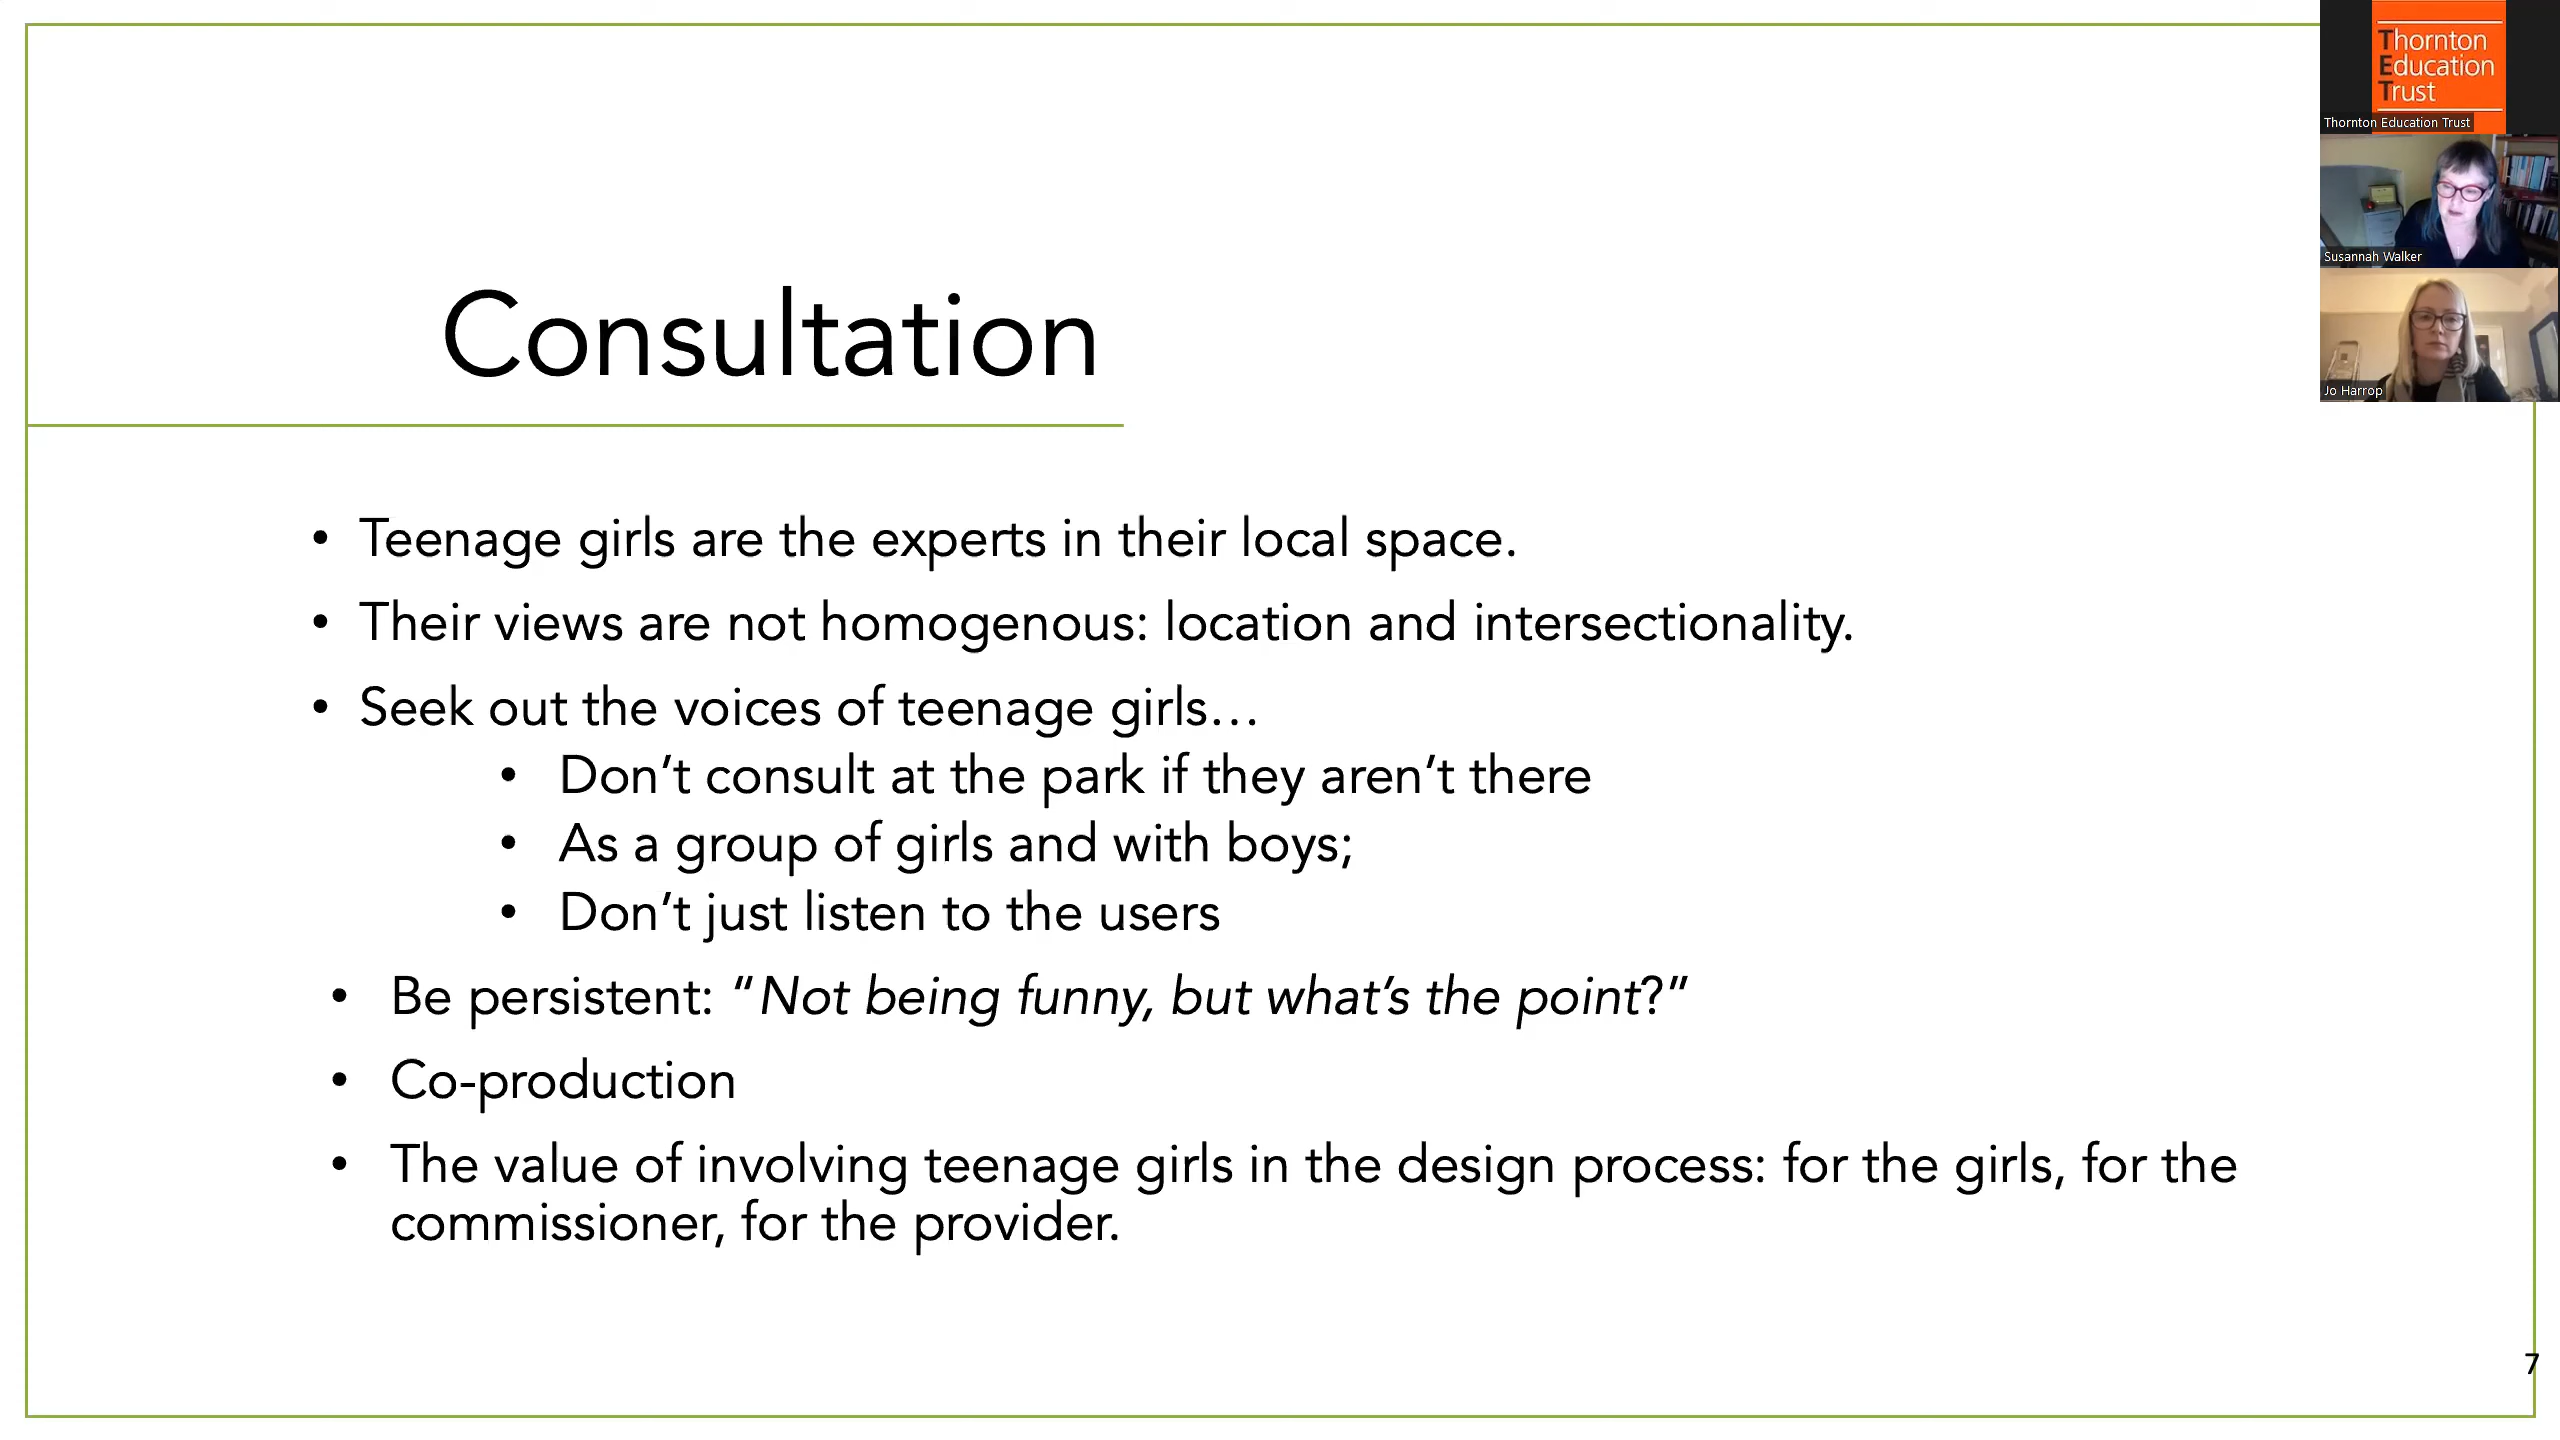 Consultation
• Teenage girls are the experts in their local space.
• Their views are not homogenous: location and intersectionality.
• Seek out the voices of teenage girls…
• Don’t consult at the park if they aren’t there
• As a group of girls and with boys;
• Don’t just listen to the users
• Be persistent: “Not being funny, but what’s the point?”
• Co-production
• The value of involving teenage girls in the design process: for the girls, for the
commissioner, for the provider.
7
Thornton
Education
Trust
Thornton Education Trust
Susannah Walker
Jo Harrop